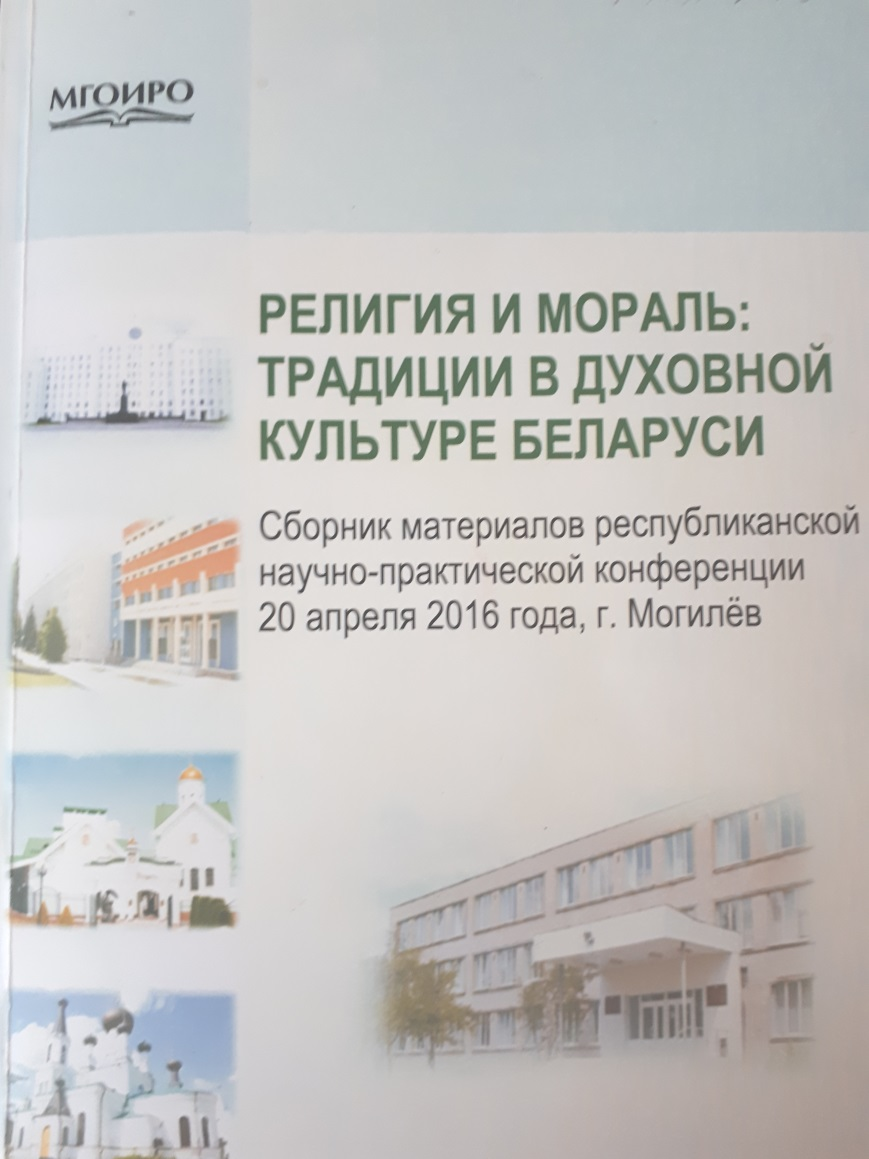 МГОИРО
РЕЛИГИЯ И МОРАЛЬ:
ТРАДИЦИИ В ДУХОВНОЙ
КУЛЬТУРЕ БЕЛАРУСИ
Сборник материалов республиканской
научно-практической конференции
20 апреля 2016 года, г. Могилёв